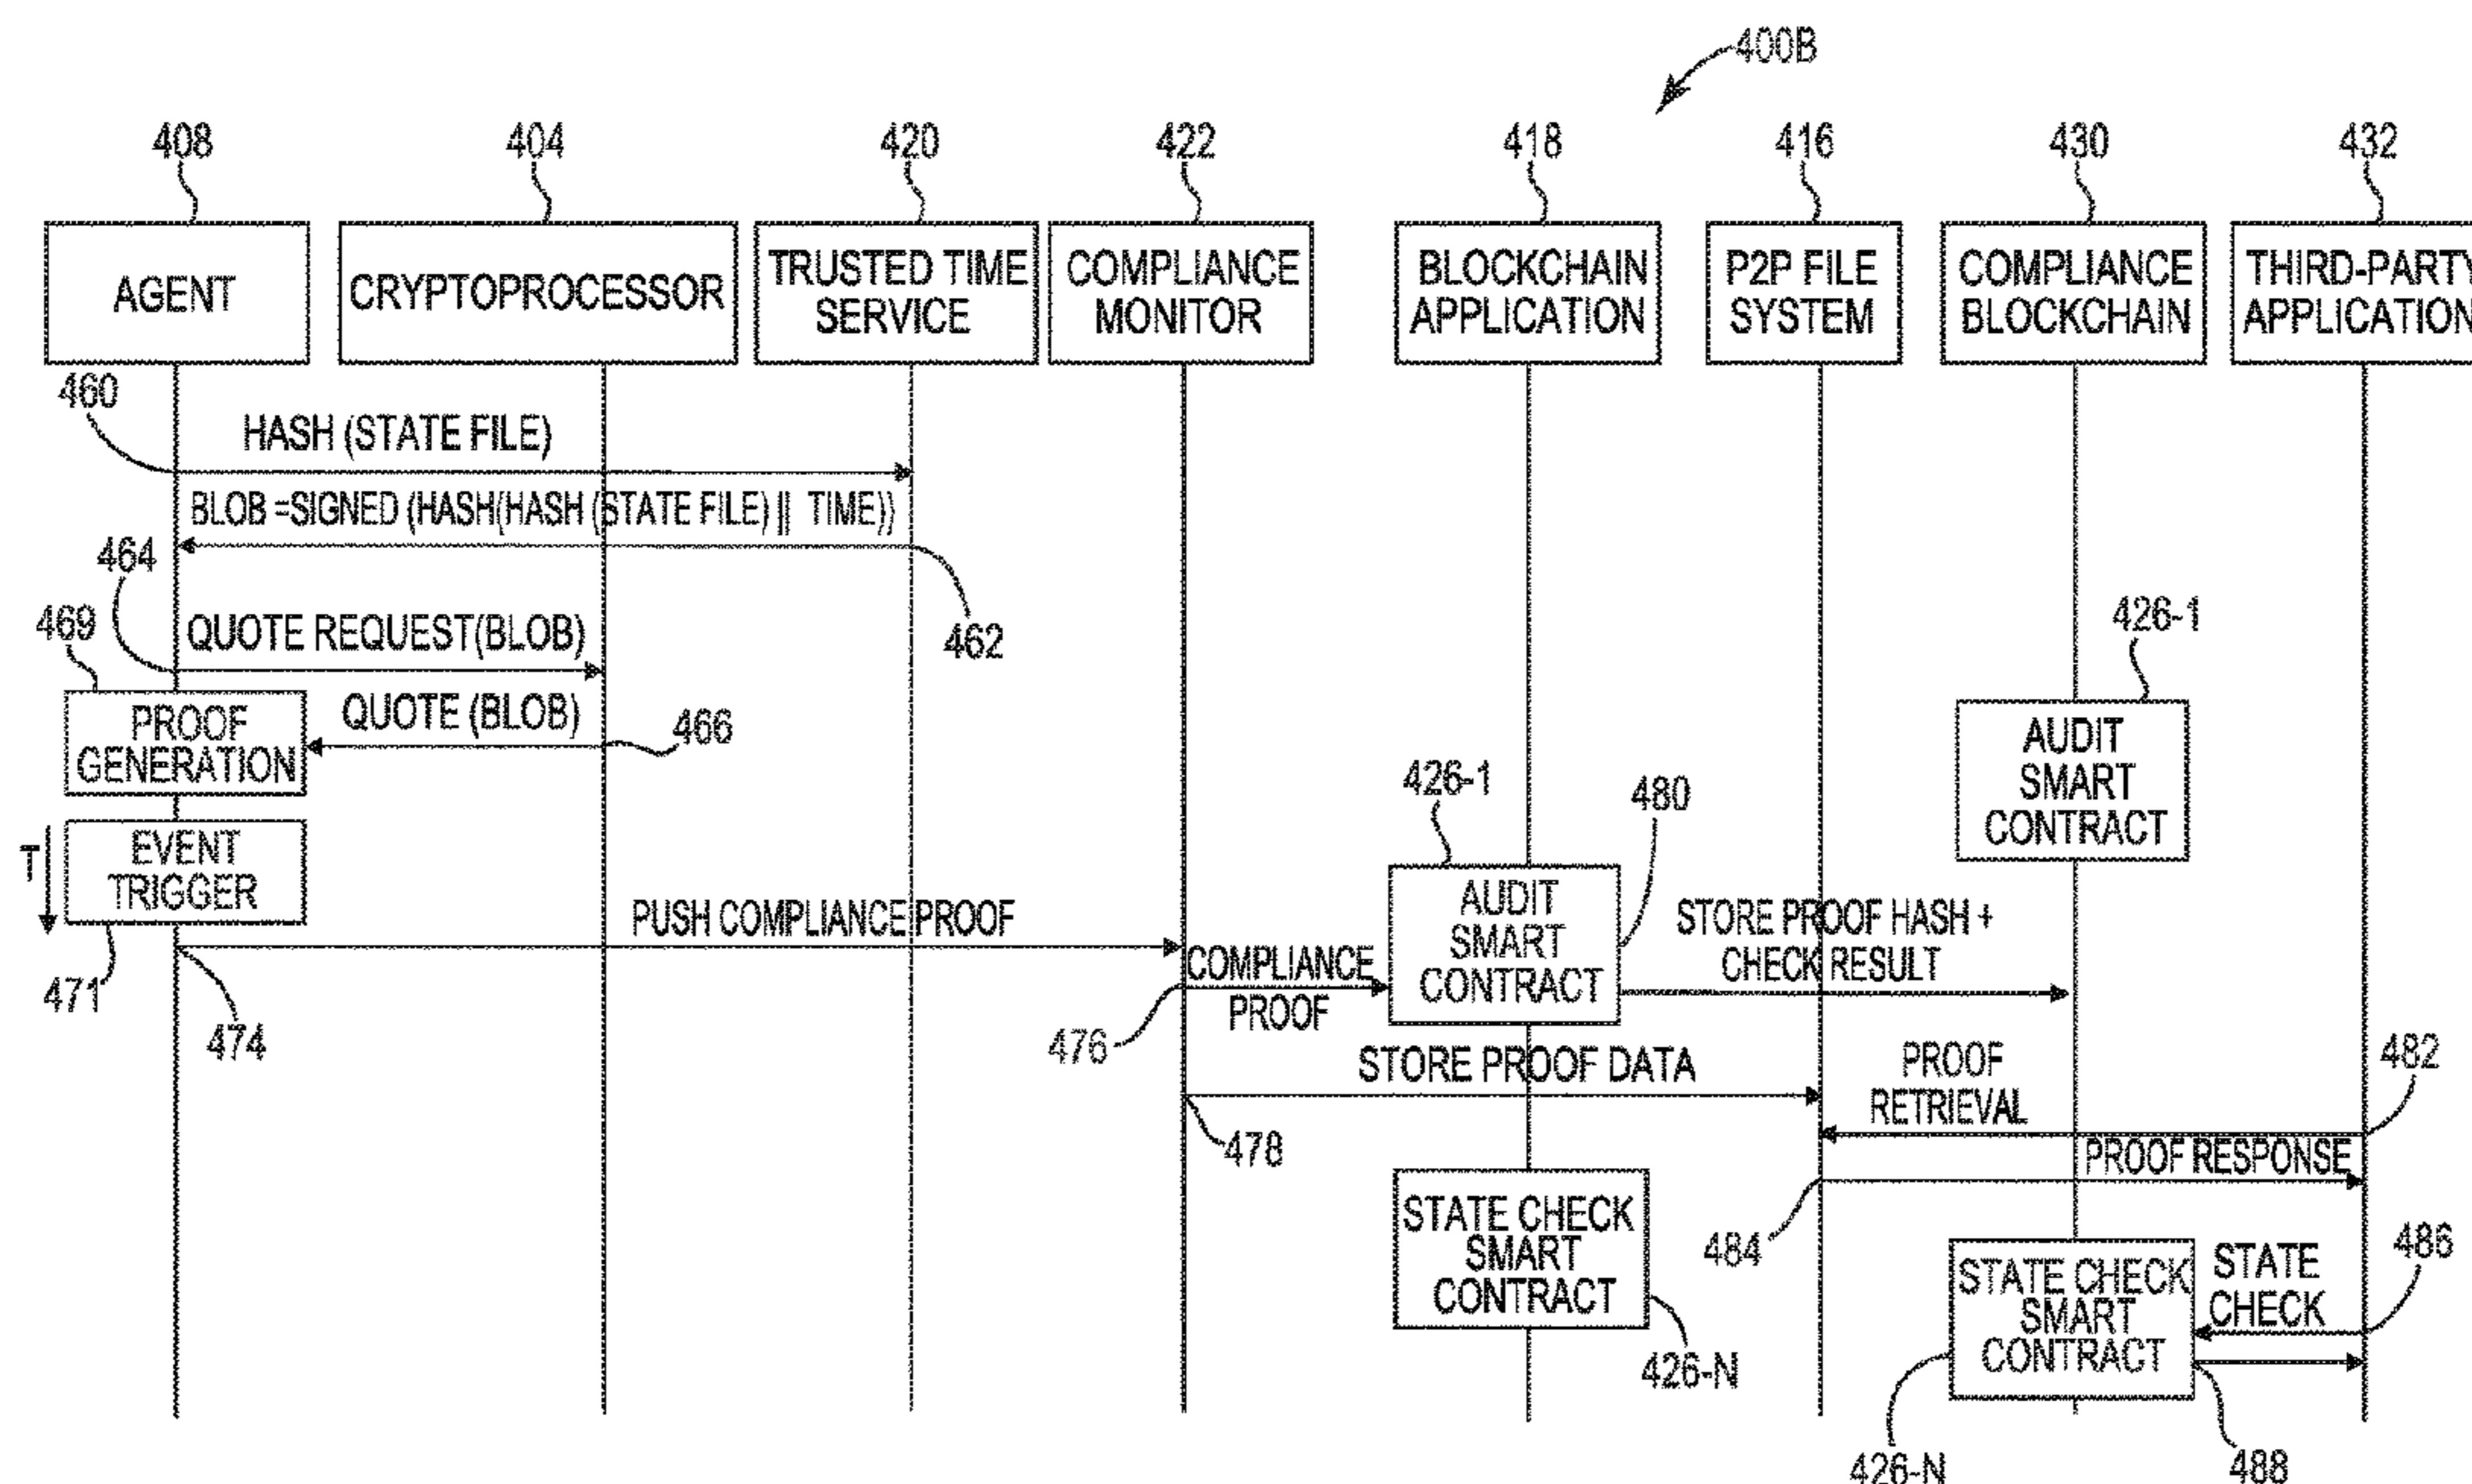 400B
408
404
420
422
418
416
430
432
AGENT
CRYPTOPROCESSOR
TRUSTED TIME
SERVICE
COMPLIANCE
MONITOR
BLOCKCHAIN
APPLICATION
P2P FILE
SYSTEM
COMPLIANCE
BLOCKCHAIN
THIRD-PARTY
APPLICATION
460
HASH (STATE FILE)
BLOB =SIGNED (HASH(HASH (STATE FILE) || TIME))
464
462
469
QUOTE REQUEST(BLOB)
426-1
PROOF
GENERATION
QUOTE (BLOB)
466
AUDIT
SMART
CONTRACT
426-1
480
T
EVENT
TRIGGER
471
474
PUSH COMPLIANCE PROOF
COMPLIANCE
PROOF
476
AUDIT
SMART
CONTRACT
STORE PROOF HASH +
CHECK RESULT
STORE PROOF DATA
478
PROOF
RETRIEVAL
482
PROOF RESPONSE
484
STATE CHECK
SMART
CONTRACT
426-N
STATE CHECK
SMART
CONTRACT
STATE
CHECK
486
426-N
488